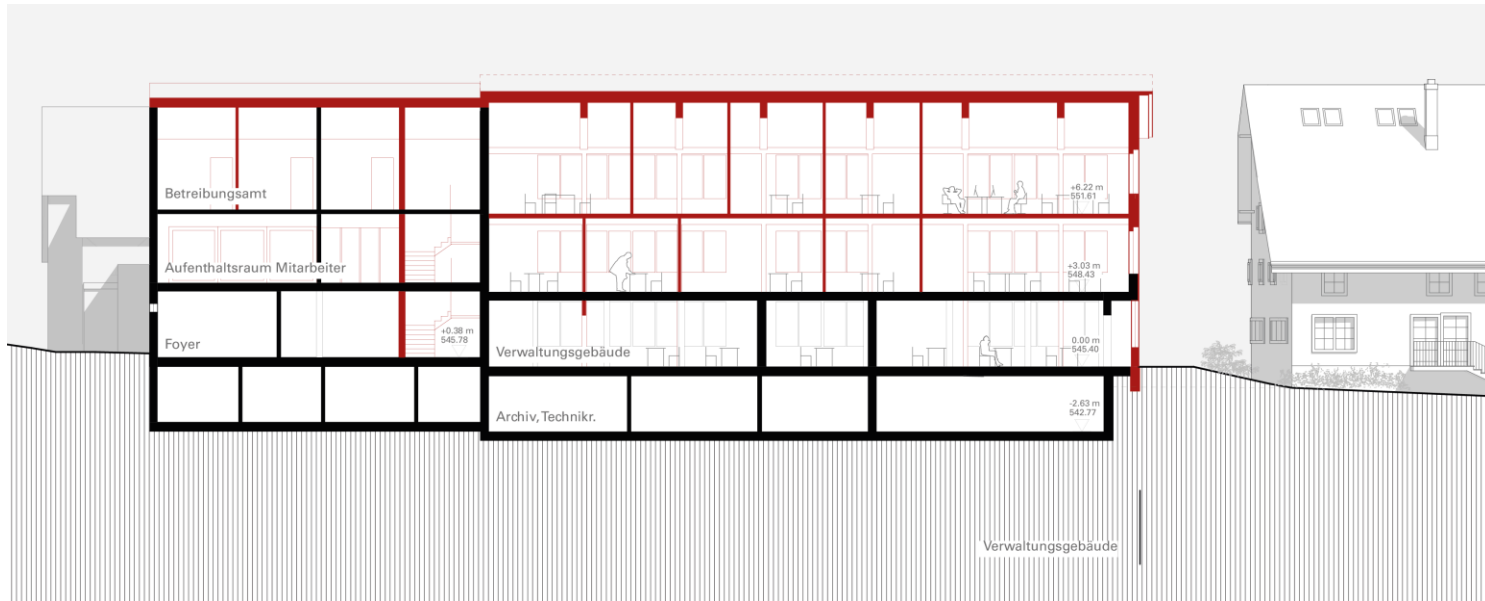 Betreibungsamt
+6.22 m
551.61
Aufenthaltsraum Mitarbeiter
+3.03 m
548.43
Foyer
+0.38 m
545.78
Verwaltungsgebäude
0.00 m
545.40
Archiv, Technikr.
-2.63 m
542.77
Verwaltungsgebäude